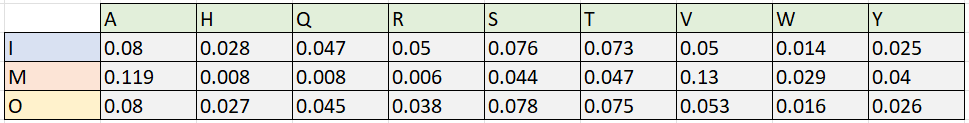 A H Q R S T V W Y
I 0.08 0.028 0.047 0.05 0.076 0.073 0.05 0.014 0.025
M 0.119 0.008 0.008 0.006 0.044 0.047 0.13 0.029 0.04
O 0.08 0.027 0.045 0.038 0.078 0.075 0.053 0.016 0.026